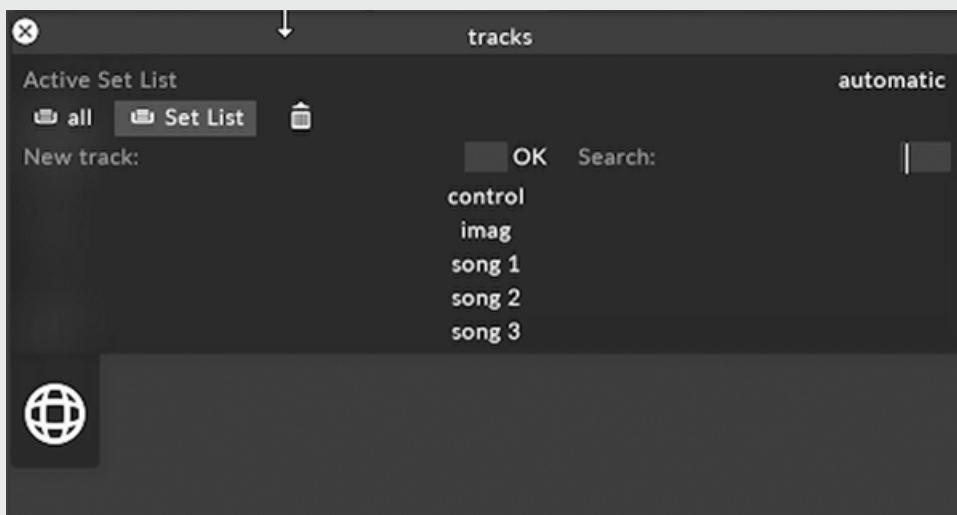 tracks
Active Set List automatic
all Set List
New track: OK Search:
control
imag
song 1
song 2
song 3